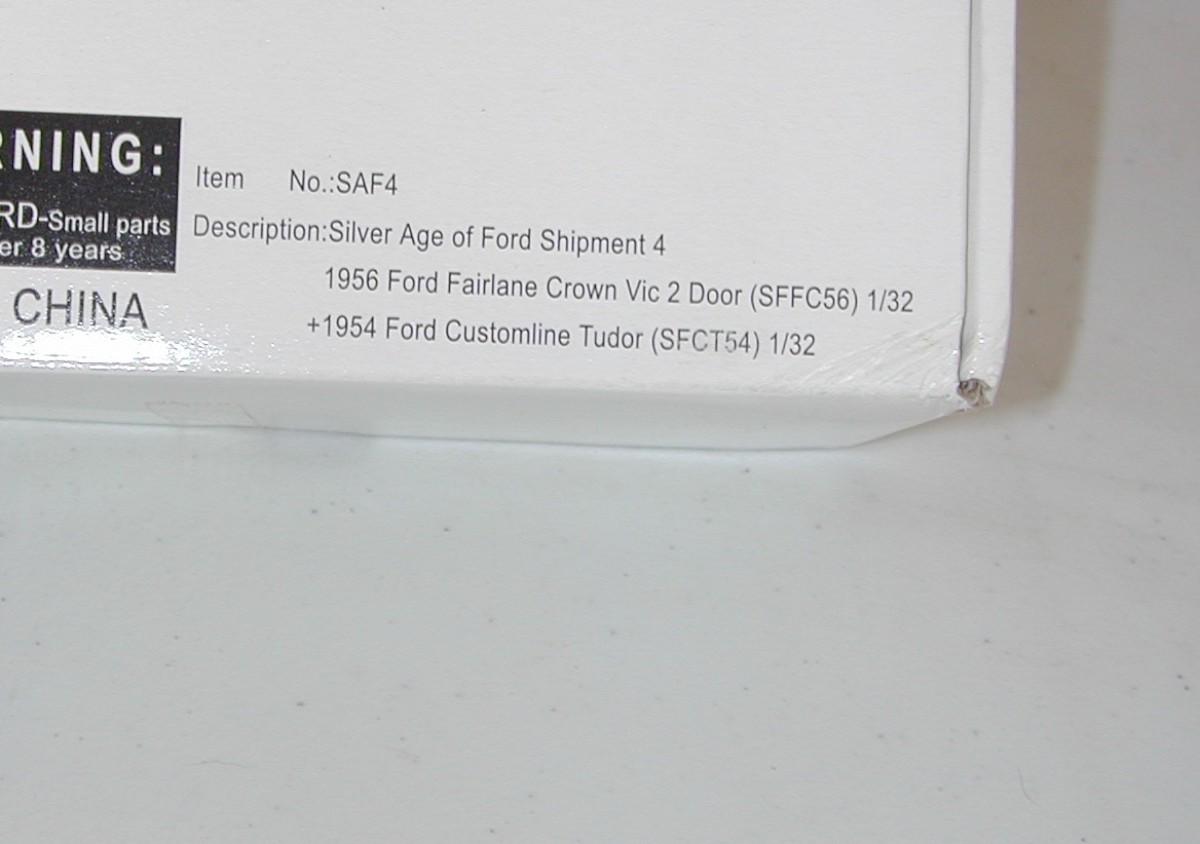 NING:
RD-Small parts
er 8 years
CHINA
Item No.:SAF4
Description:Silver Age of Ford Shipment 4
1956 Ford Fairlane Crown Vic 2 Door (SFFC56) 1/32
+1954 Ford Customline Tudor (SFCT54) 1/32